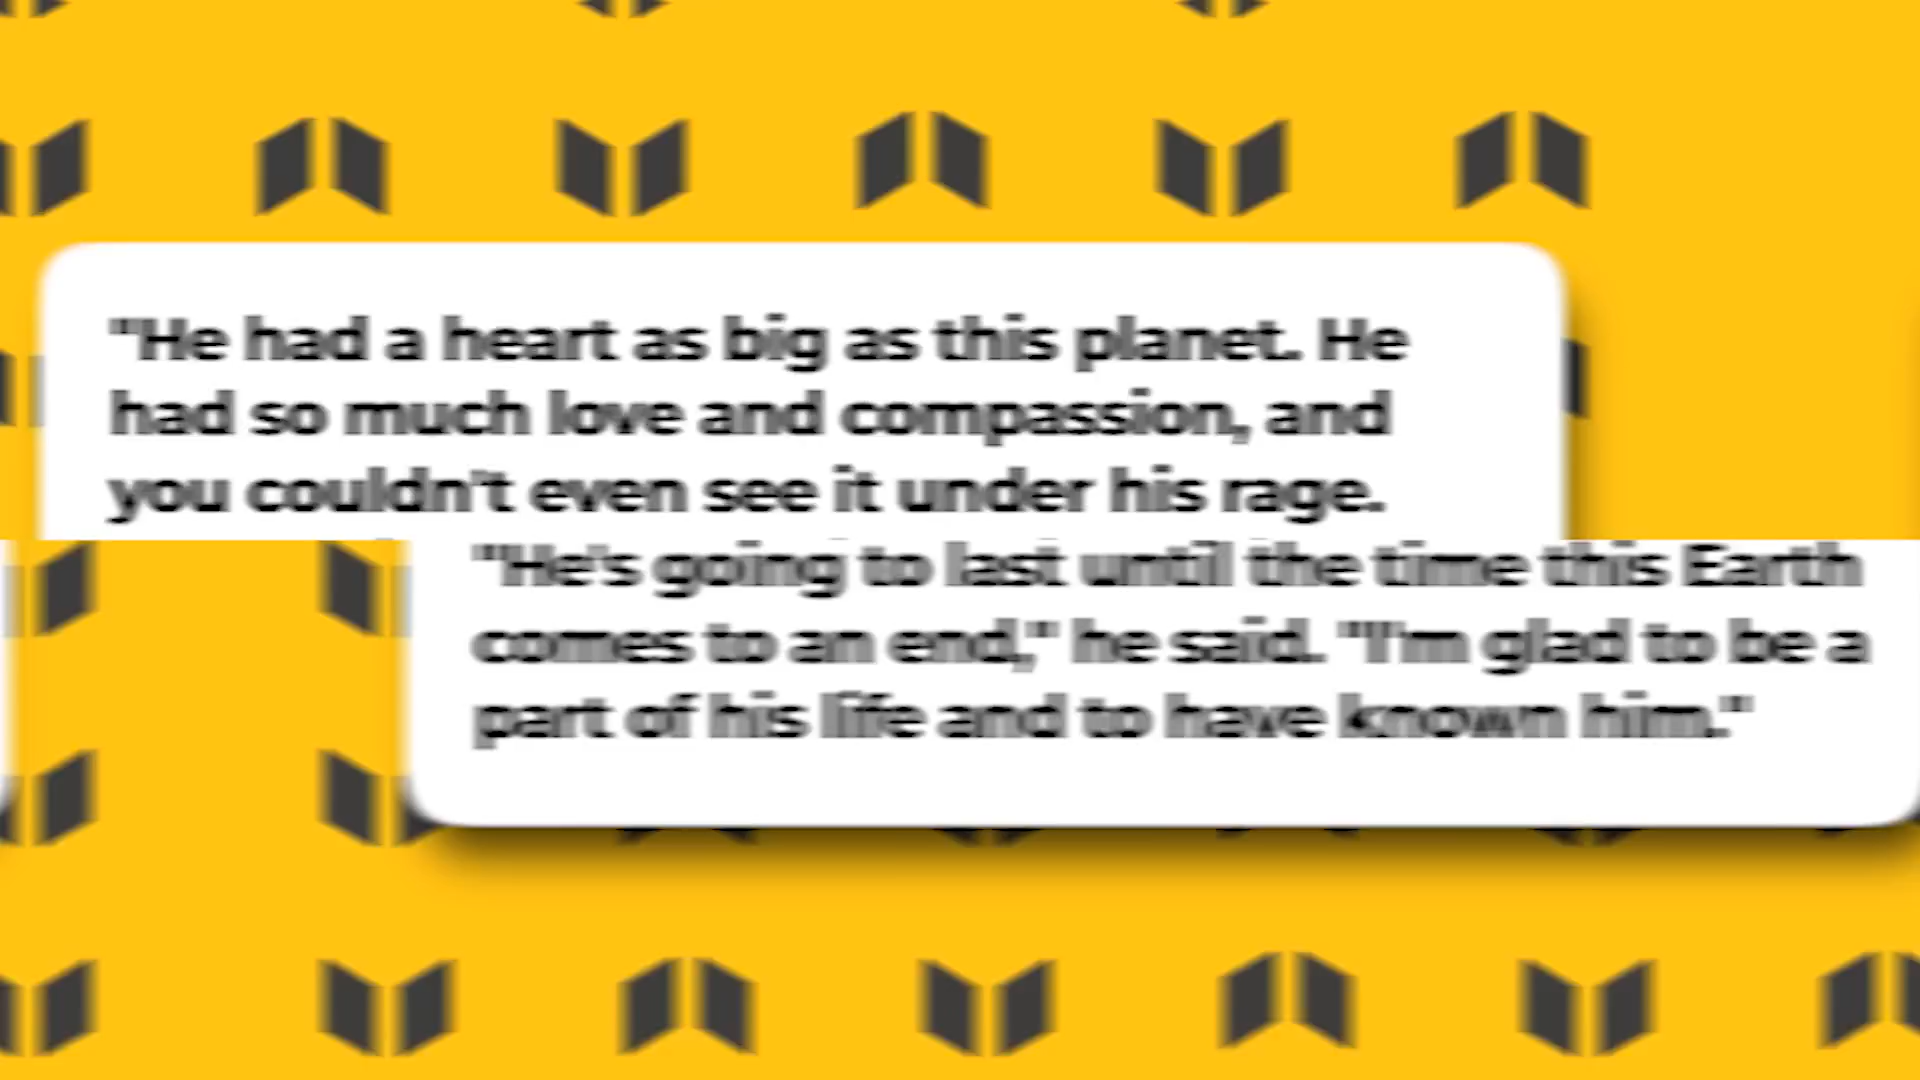 "He had a heart as big as this planet. He
had so much love and compassion, and
you couldn't even see it under his rage.
"He's going to last until the time this Earth
comes to an end," he said. "I'm glad to be a
part of his life and to have known him."